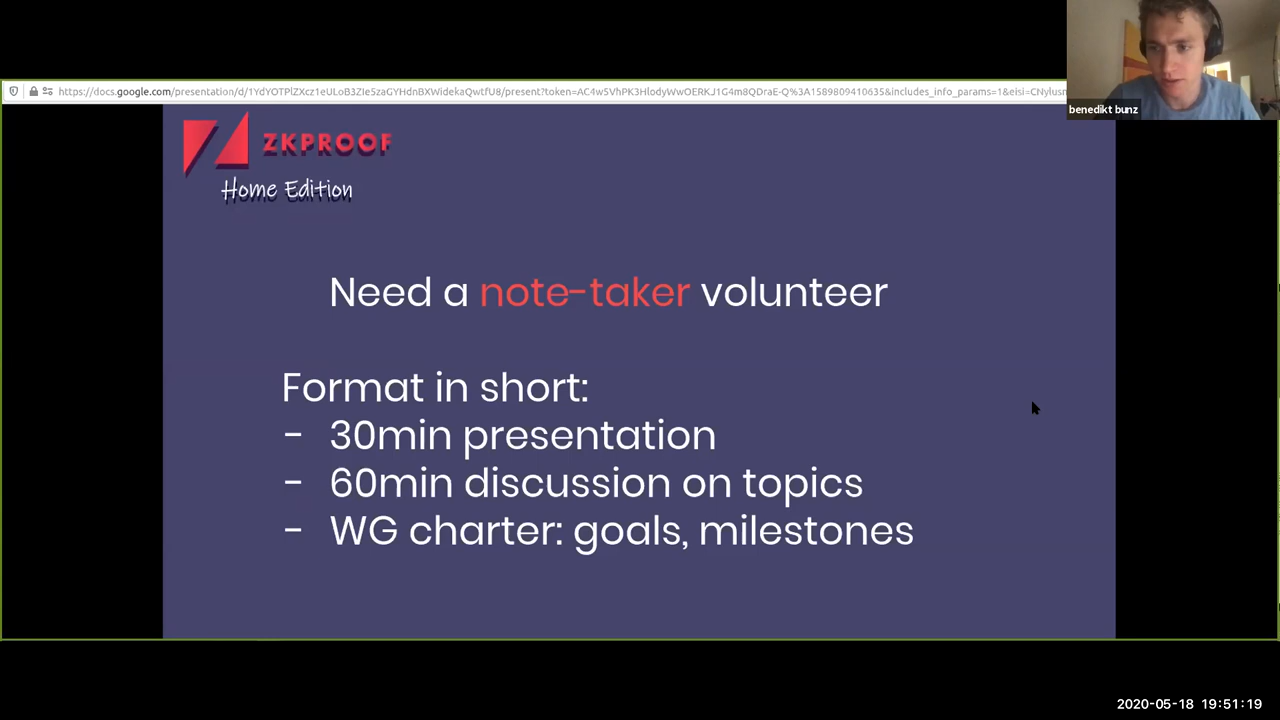 https://docs.google.com/presentation/d/1YdYOTPlZXcz1eULoB3ZIe5zaGYHdnBXWidekaQwtfU8/present?token=AC4w5VhPK3HlodyWwOERKJ1G4m8QDraE-Q%3A1589809410635&includes_info_params=1&eisi=CNylusn
benedikt bunz
ZKPROOF
Home Edition
Need a note-taker volunteer
Format in short:
- 30min presentation
- 60min discussion on topics
- WG charter: goals, milestones
2020-05-18 19:51:19